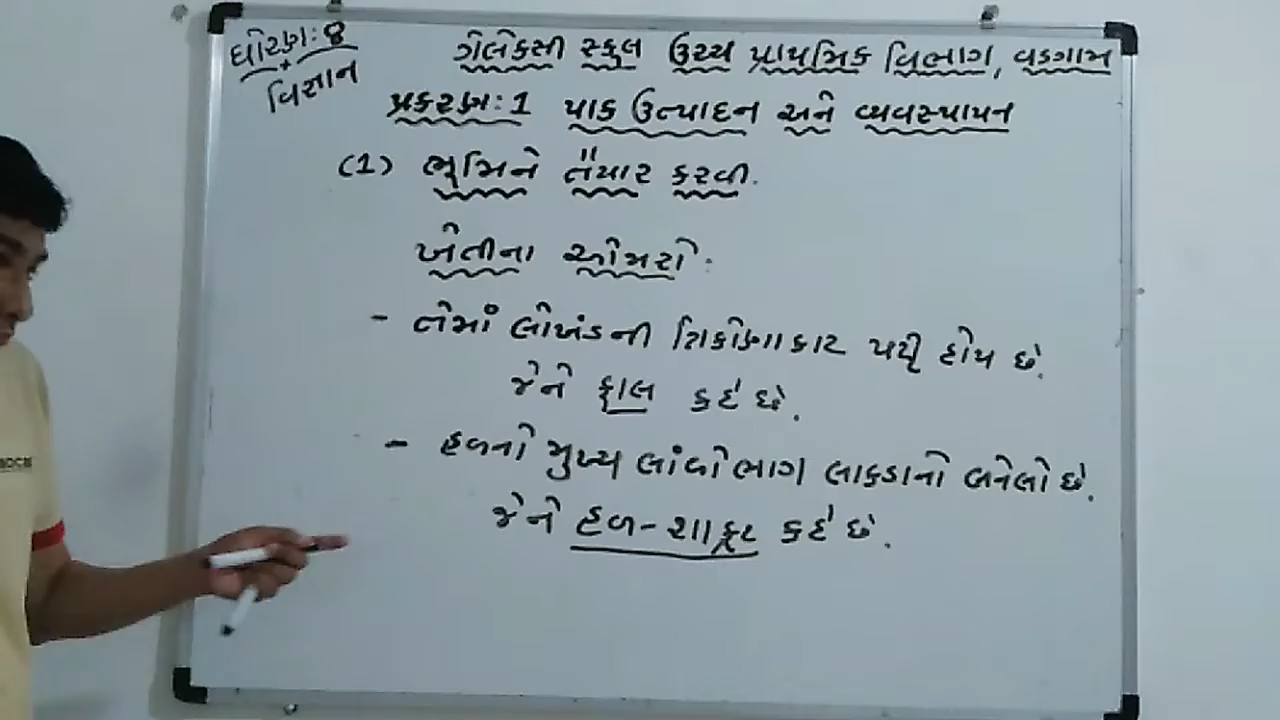 ધોરણ: 8
વિજ્ઞાન
ગેલેક્સી સ્કુલ ઉચ્ચ પ્રાથમિક વિભાગ, વડગામ
પ્રકરણ: 1 પાક ઉત્પાદન અને વ્યવસ્થાપન
(1) ભૂમિને તૈયાર કરવી.
ખેતીના ઓજારો:
- તેમાં લોખંડની ત્રિકોણાકાર પટ્ટી હોય છે.
જેને ફાલ કહે છે.
- હળનો મુખ્ય લાંબો ભાગ લાકડાનો બનેલો છે.
જેને હળ-શાફ્ટ કહે છે.